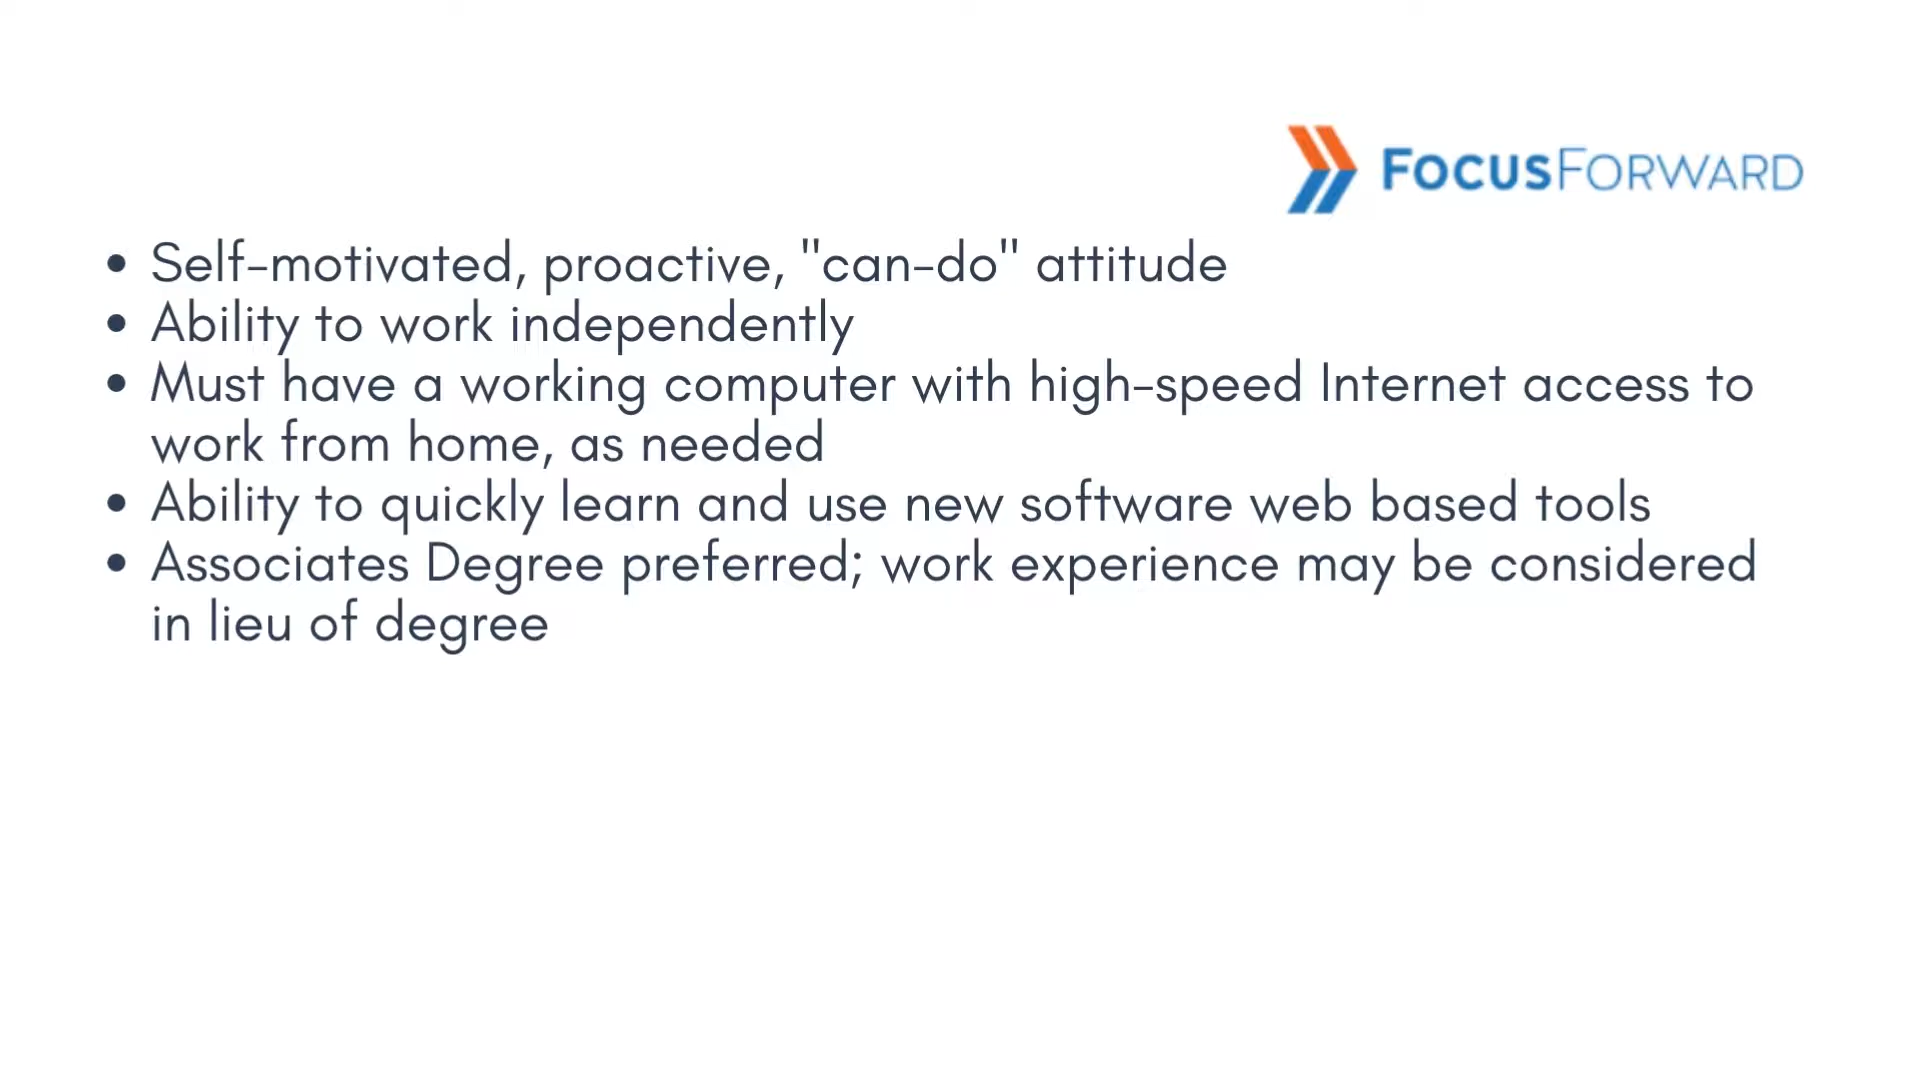 FOCUSFORWARD
• Self-motivated, proactive, "can-do" attitude
• Ability to work independently
• Must have a working computer with high-speed Internet access to
work from home, as needed
• Ability to quickly learn and use new software web based tools
• Associates Degree preferred; work experience may be considered
in lieu of degree